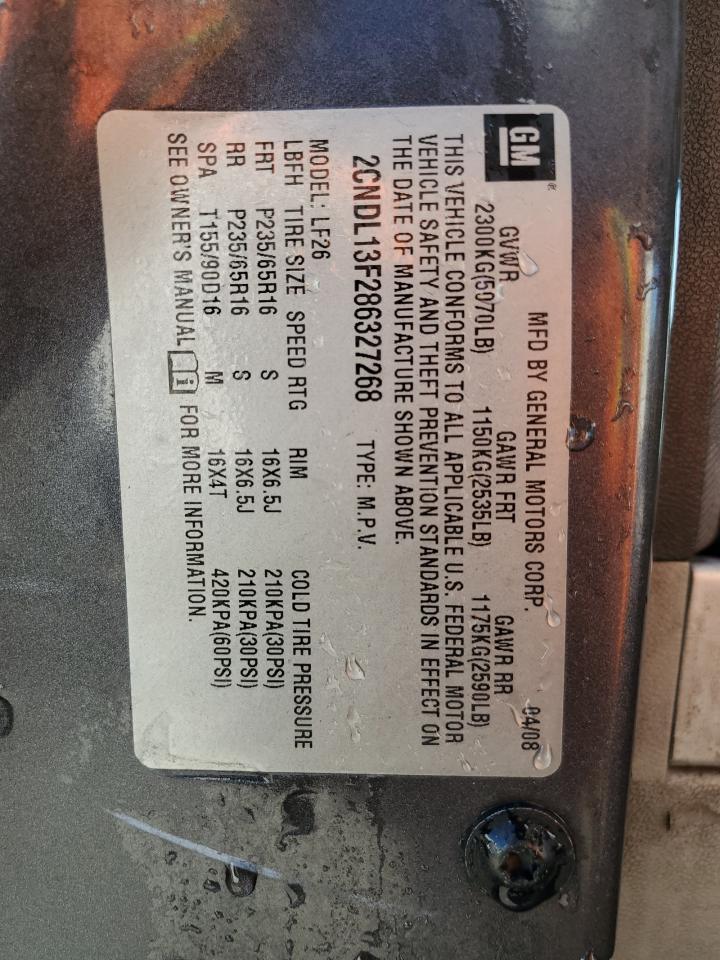 GM®
MFD BY GENERAL MOTORS CORP. 04/08
GVWR GAWR FRT GAWR RR
2300KG(5070LB) 1150KG(2535LB) 1175KG(2590LB)
THIS VEHICLE CONFORMS TO ALL APPLICABLE U.S. FEDERAL MOTOR
VEHICLE SAFETY AND THEFT PREVENTION STANDARDS IN EFFECT ON
THE DATE OF MANUFACTURE SHOWN ABOVE.
2CNDL13F286327268 TYPE: M.P.V.
MODEL: LF26
LBFH TIRE SIZE SPEED RTG RIM COLD TIRE PRESSURE
FRT P235/65R16 S 16X6.5J 210KPA(30PSI)
RR P235/65R16 S 16X6.5J 210KPA(30PSI)
SPA T155/90D16 M 16X4T 420KPA(60PSI)
SEE OWNER'S MANUAL i FOR MORE INFORMATION.